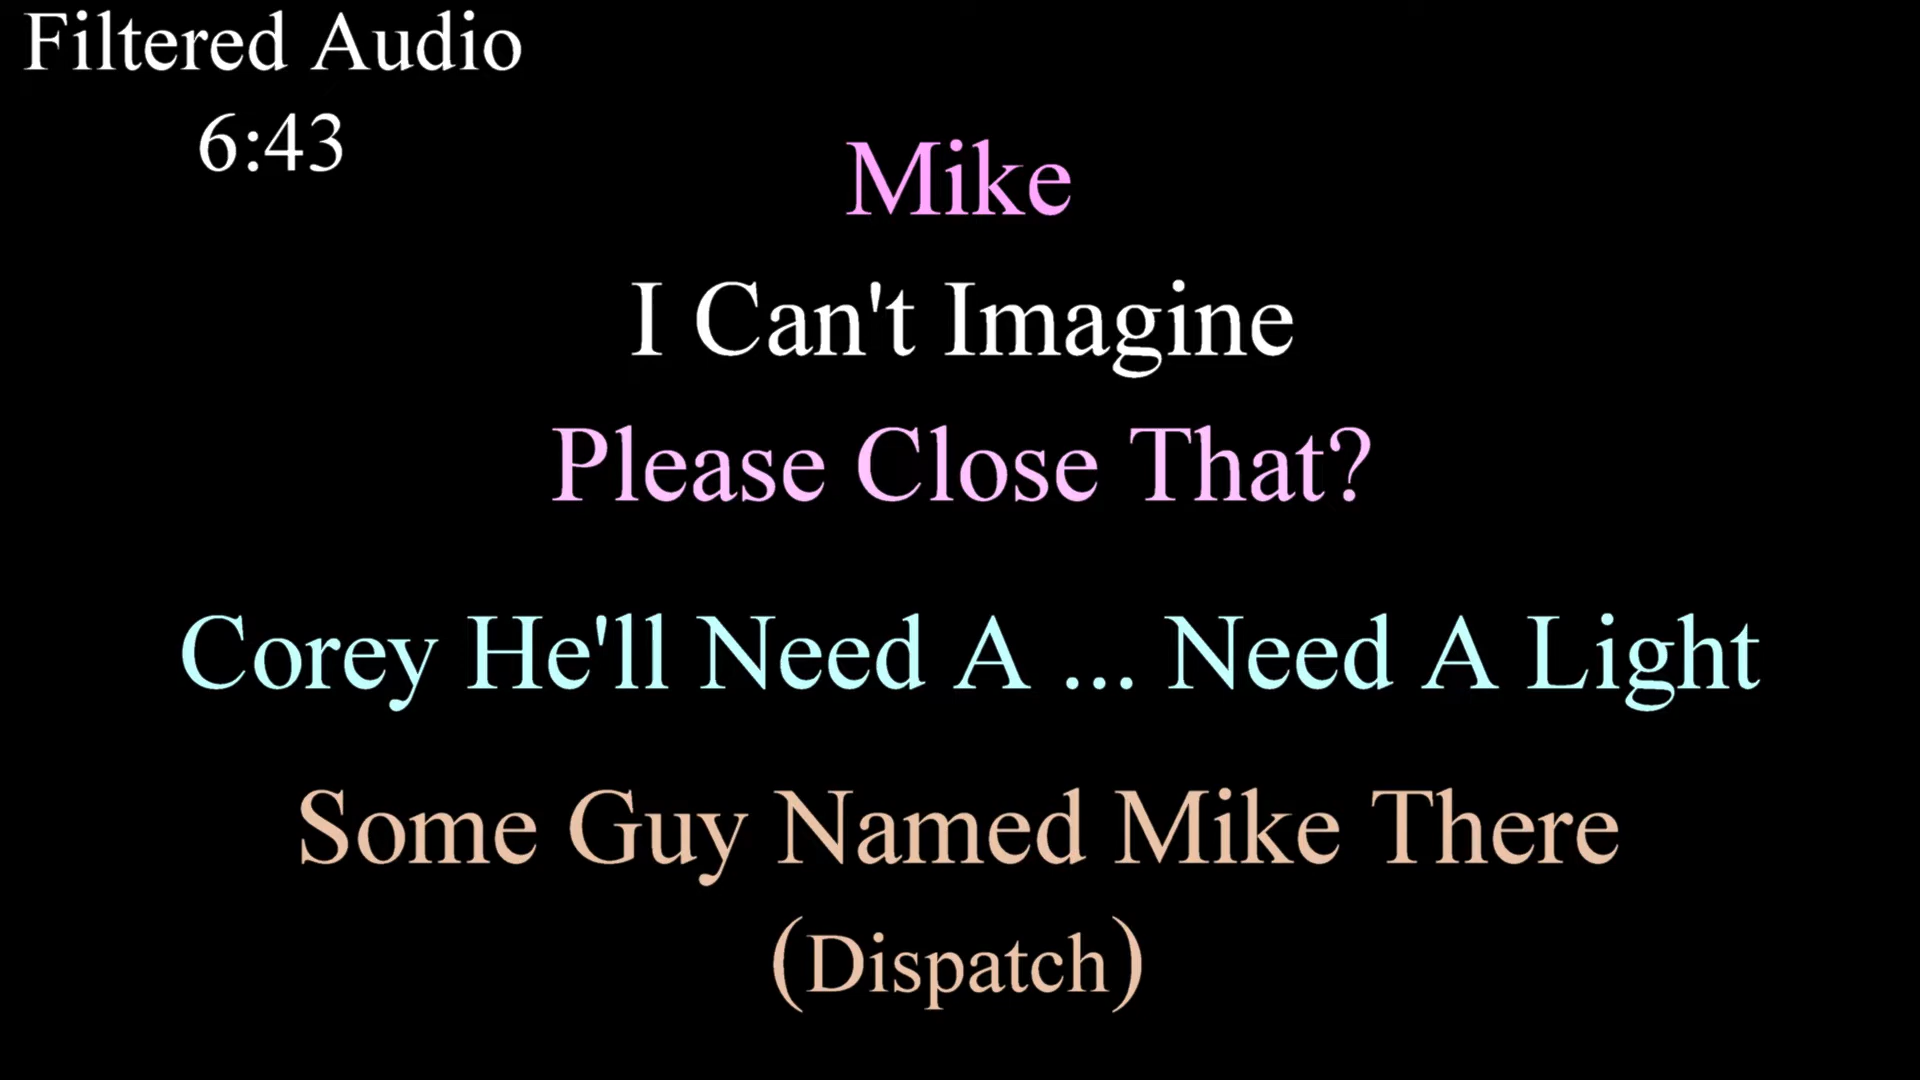 Filtered Audio
6:43
Mike
I Can't Imagine
Please Close That?
Corey He'll Need A ... Need A Light
Some Guy Named Mike There
(Dispatch)